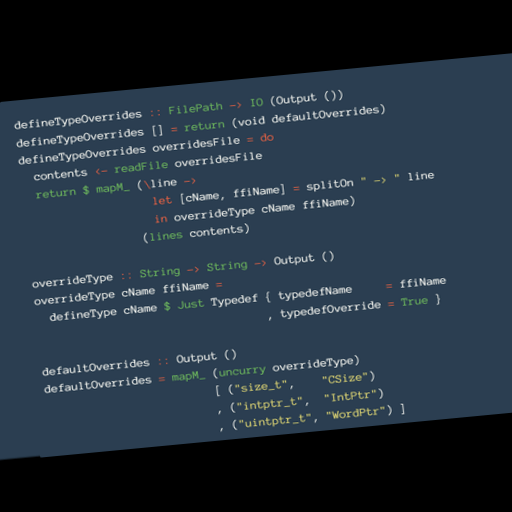 defineTypeOverrides :: FilePath -> IO (Output ())
defineTypeOverrides [] = return (void defaultOverrides)
defineTypeOverrides overridesFile = do
  contents <- readFile overridesFile
  return $ mapM_ (\line ->
                    let [cName, ffiName] = splitOn " -> " line
                    in overrideType cName ffiName)
                 (lines contents)

overrideType :: String -> String -> Output ()
overrideType cName ffiName =
  defineType cName $ Just Typedef { typedefName     = ffiName
                                  , typedefOverride = True }

defaultOverrides :: Output ()
defaultOverrides = mapM_ (uncurry overrideType)
                         [ ("size_t",    "CSize")
                         , ("intptr_t",  "IntPtr")
                         , ("uintptr_t", "WordPtr") ]